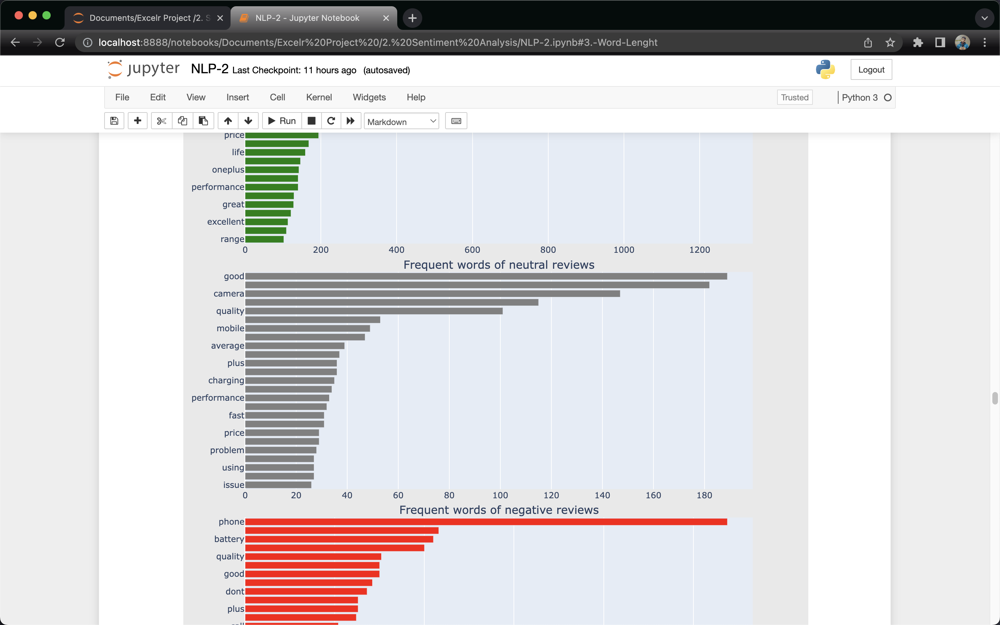 Documents/Excelr Project /2. S
NLP-2 - Jupyter Notebook
localhost:8888/notebooks/Documents/Excelr%20Project%20/2.%20Sentiment%20Analysis/NLP-2.ipynb#3.-Word-Lenght
jupyter NLP-2 Last Checkpoint: 11 hours ago (autosaved)
Logout
File Edit View Insert Cell Kernel Widgets Help
Trusted
Python 3
Run
Markdown
price
life
oneplus
performance
great
excellent
range
0 200 400 600 800 1000 1200
Frequent words of neutral reviews
good
camera
quality
mobile
average
plus
charging
performance
fast
price
problem
using
issue
0 20 40 60 80 100 120 140 160 180
Frequent words of negative reviews
phone
battery
quality
good
dont
plus